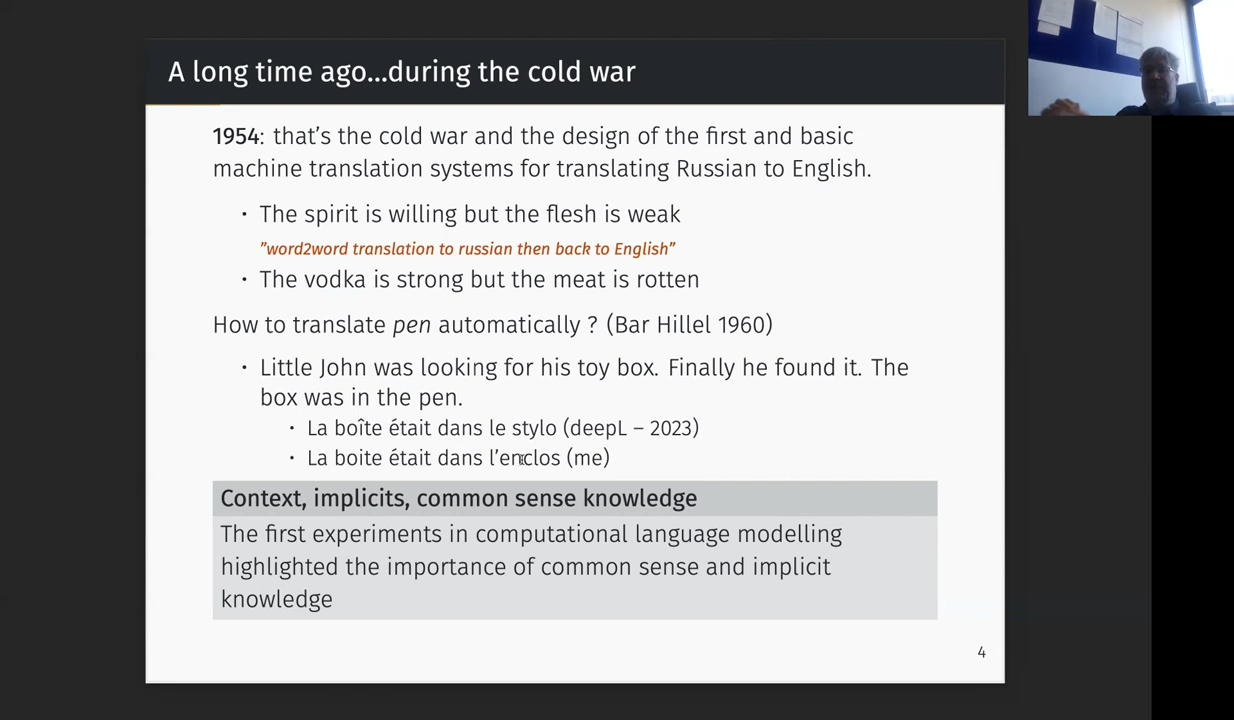 A long time ago...during the cold war
1954: that's the cold war and the design of the first and basic
machine translation systems for translating Russian to English.
· The spirit is willing but the flesh is weak
"word2word translation to russian then back to English"
· The vodka is strong but the meat is rotten
How to translate pen automatically ? (Bar Hillel 1960)
· Little John was looking for his toy box. Finally he found it. The
box was in the pen.
· La boîte était dans le stylo (deepL – 2023)
· La boite était dans l'enclos (me)
Context, implicits, common sense knowledge
The first experiments in computational language modelling
highlighted the importance of common sense and implicit
knowledge
4